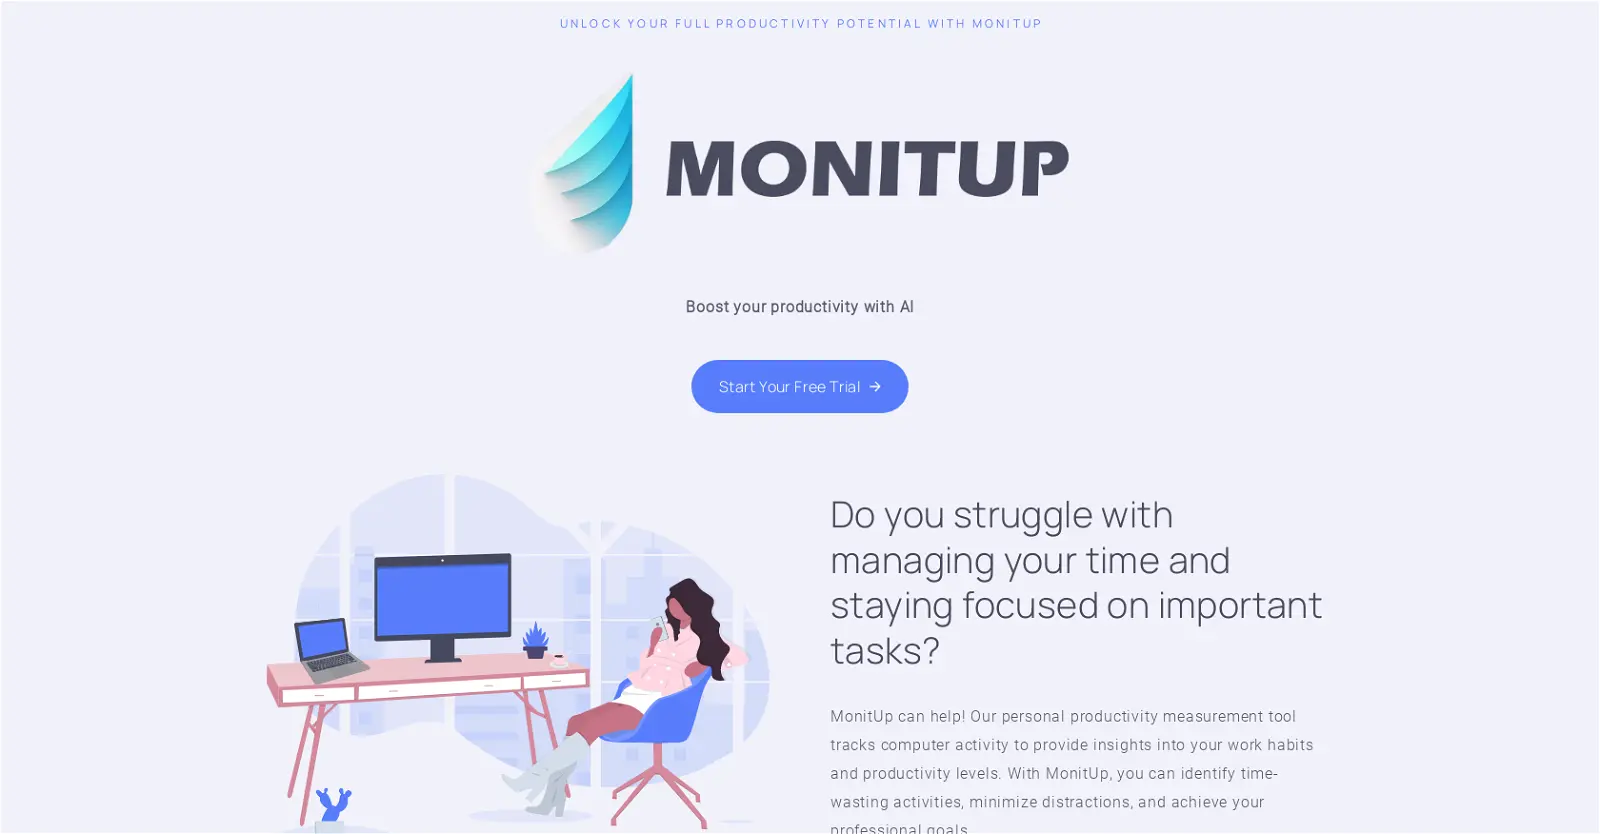 UNLOCK YOUR FULL PRODUCTIVITY POTENTIAL WITH MONITUP
MONITUP
Boost your productivity with AI
Start Your Free Trial →
Do you struggle with
managing your time and
staying focused on important
tasks?
MonitUp can help! Our personal productivity measurement tool
tracks computer activity to provide insights into your work habits
and productivity levels. With MonitUp, you can identify time-
wasting activities, minimize distractions, and achieve your
professional goals.